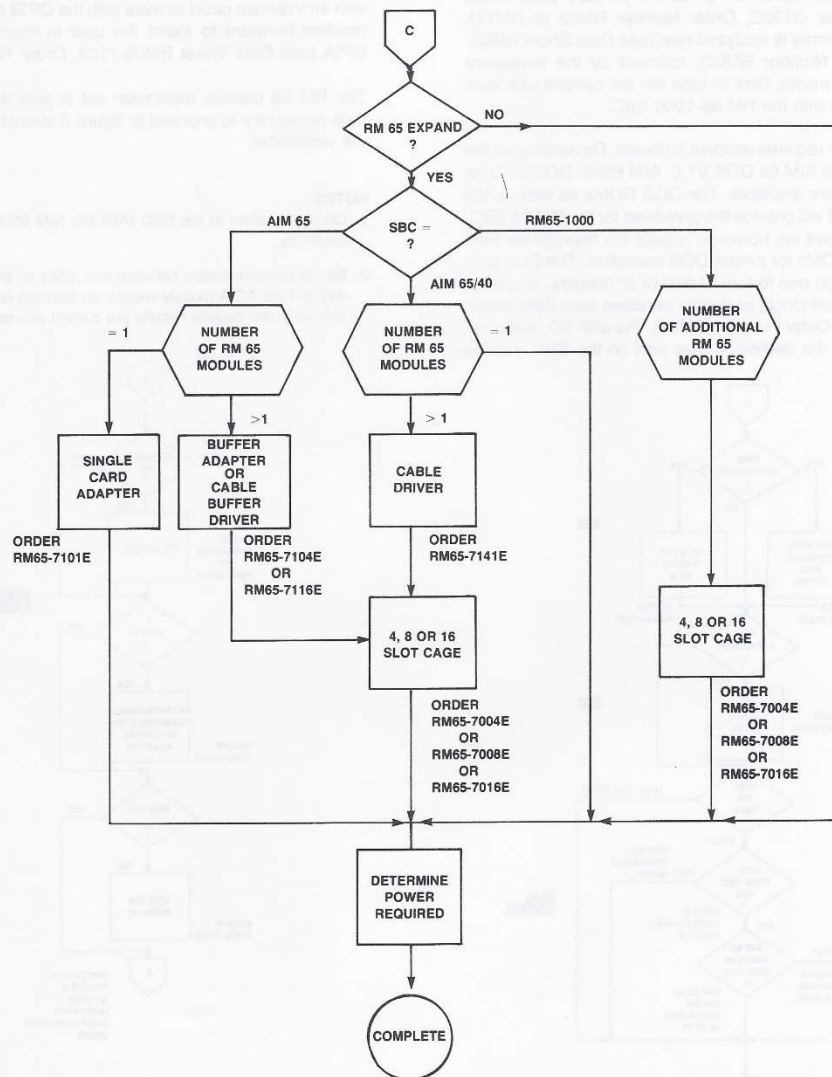 C
RM 65 EXPAND
?
NO
YES
AIM 65
SBC =
?
RM65-1000
AIM 65/40
= 1
NUMBER
OF RM 65
MODULES
NUMBER
OF RM 65
MODULES
= 1
NUMBER
OF ADDITIONAL
RM 65
MODULES
>1
> 1
SINGLE
CARD
ADAPTER
BUFFER
ADAPTER
OR
CABLE
BUFFER
DRIVER
CABLE
DRIVER
ORDER
RM65-7101E
ORDER
RM65-7104E
OR
RM65-7116E
ORDER
RM65-7141E
4, 8 OR 16
SLOT CAGE
4, 8 OR 16
SLOT CAGE
ORDER
RM65-7004E
OR
RM65-7008E
OR
RM65-7016E
ORDER
RM65-7004E
OR
RM65-7008E
OR
RM65-7016E
DETERMINE
POWER
REQUIRED
COMPLETE